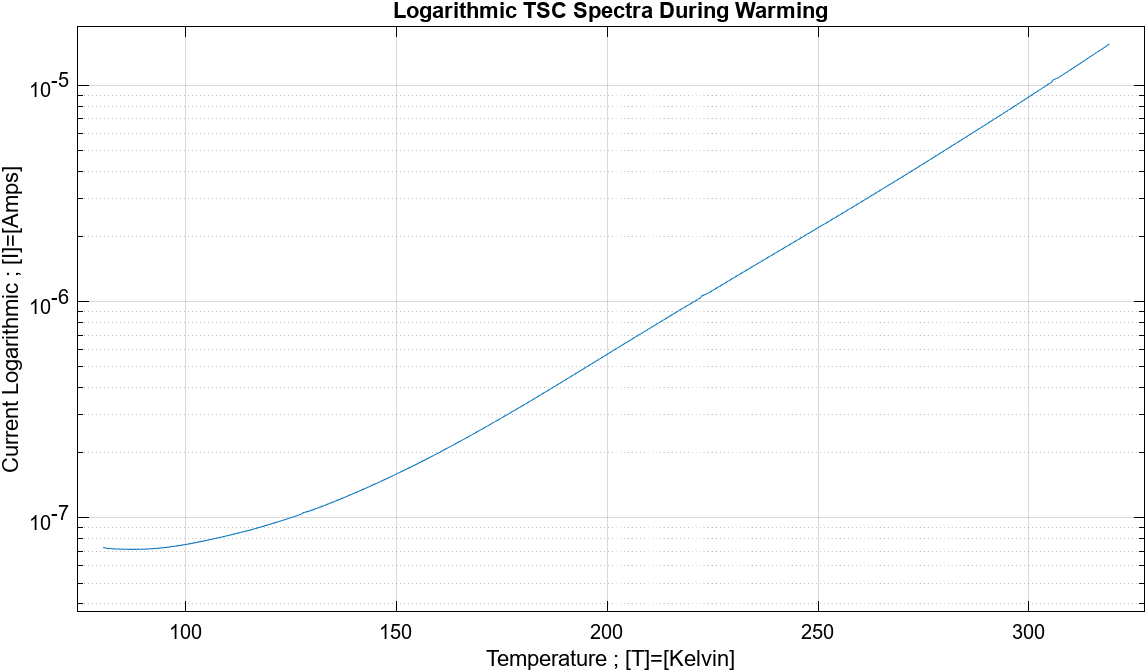 Logarithmic TSC Spectra During Warming
Current Logarithmic ; [I]=[Amps]
10^-5
10^-6
10^-7
100 150 200 250 300
Temperature ; [T]=[Kelvin]